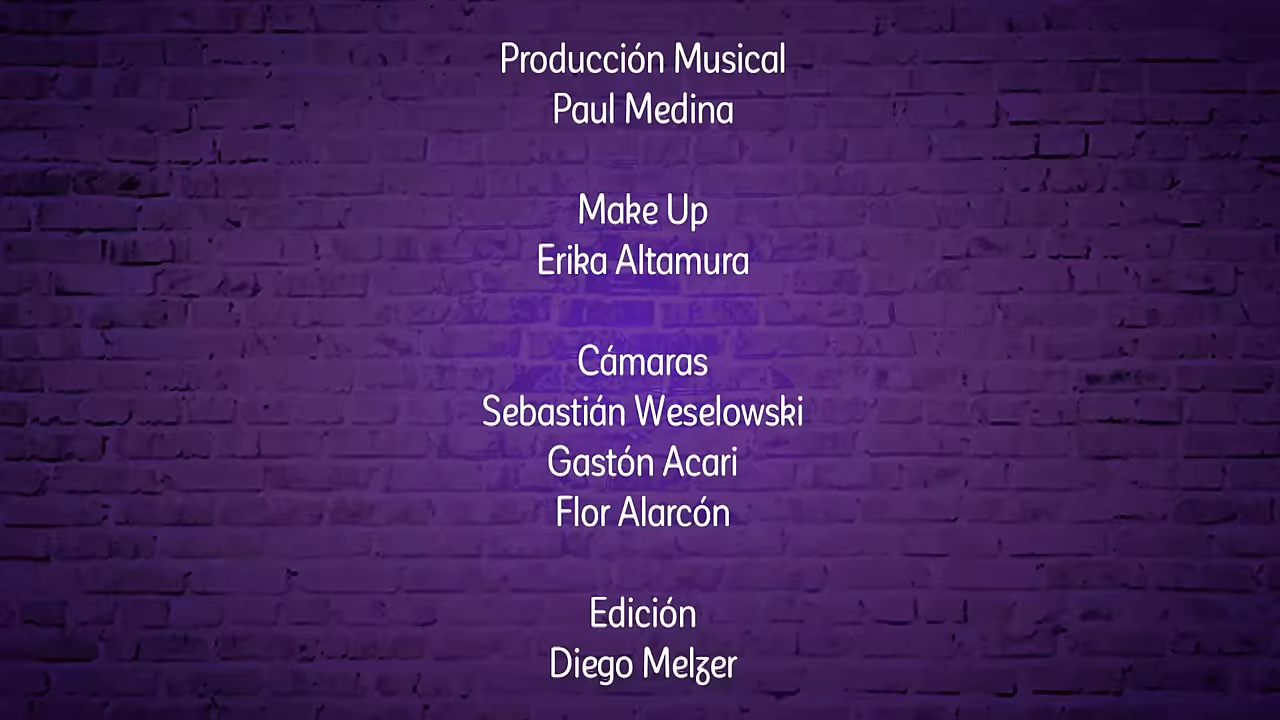 Producción Musical
Paul Medina
Make Up
Erika Altamura
Cámaras
Sebastián Weselowski
Gastón Acari
Flor Alarcón
Edición
Diego Melzer